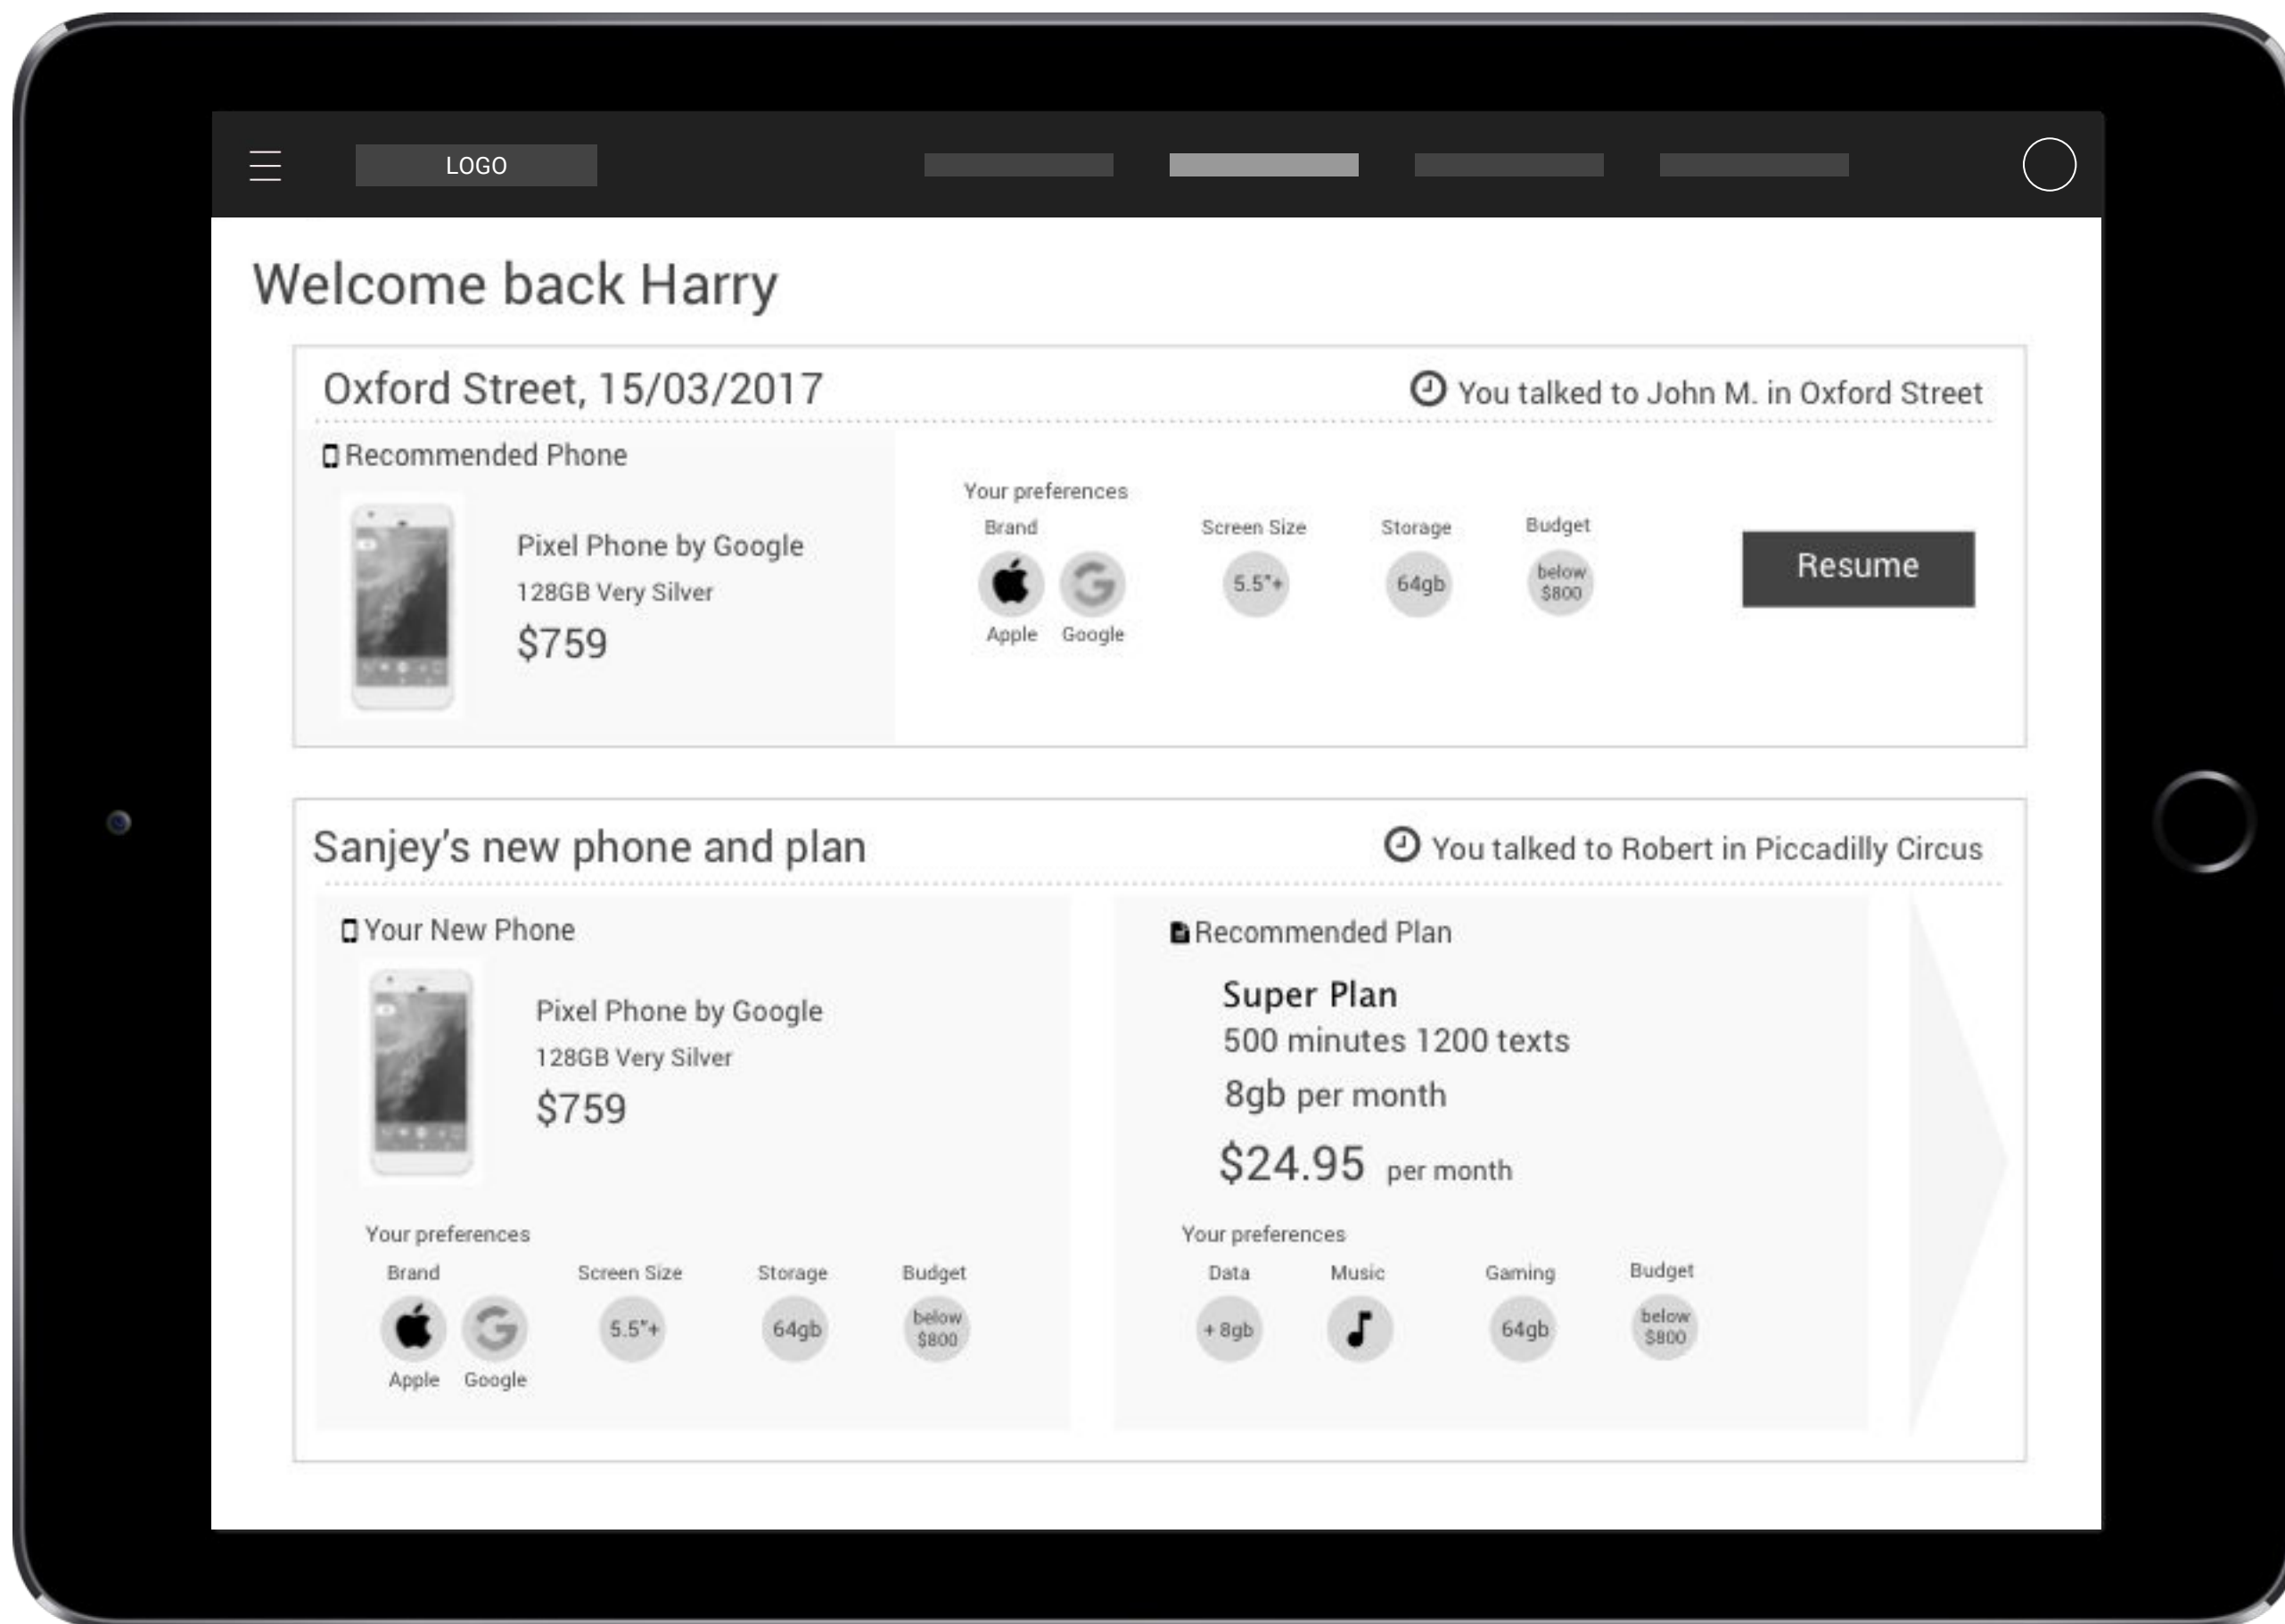 LOGO
Welcome back Harry
Oxford Street, 15/03/2017
You talked to John M. in Oxford Street
Recommended Phone
Pixel Phone by Google
128GB Very Silver
$759
Your preferences
Brand Screen Size Storage Budget
5.5"+ 64gb below $800
Apple Google
Resume
Sanjey's new phone and plan
You talked to Robert in Piccadilly Circus
Your New Phone
Pixel Phone by Google
128GB Very Silver
$759
Your preferences
Brand Screen Size Storage Budget
5.5"+ 64gb below $800
Apple Google
Recommended Plan
Super Plan
500 minutes 1200 texts
8gb per month
$24.95 per month
Your preferences
Data Music Gaming Budget
+ 8gb 64gb below $800